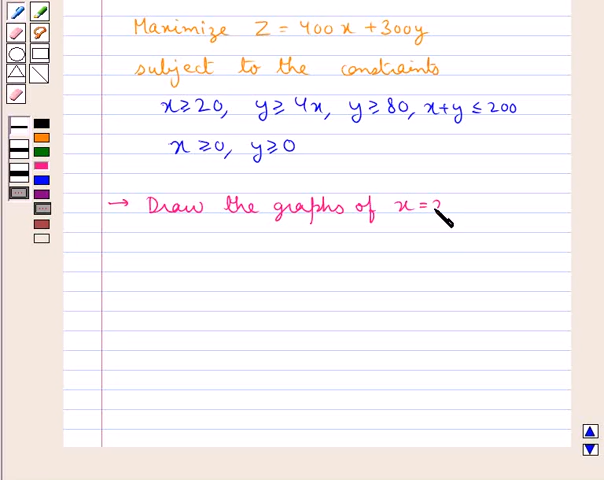 Maximize Z = 400x + 300y
subject to the constraints
x ≥ 20, y ≥ 4x, y ≥ 80, x+y ≤ 200
x ≥ 0, y ≥ 0
→ Draw the graphs of x =